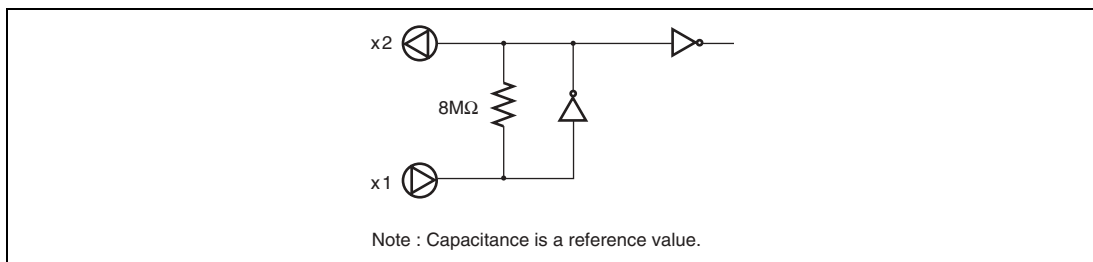 x2
8MΩ
x1
Note : Capacitance is a reference value.